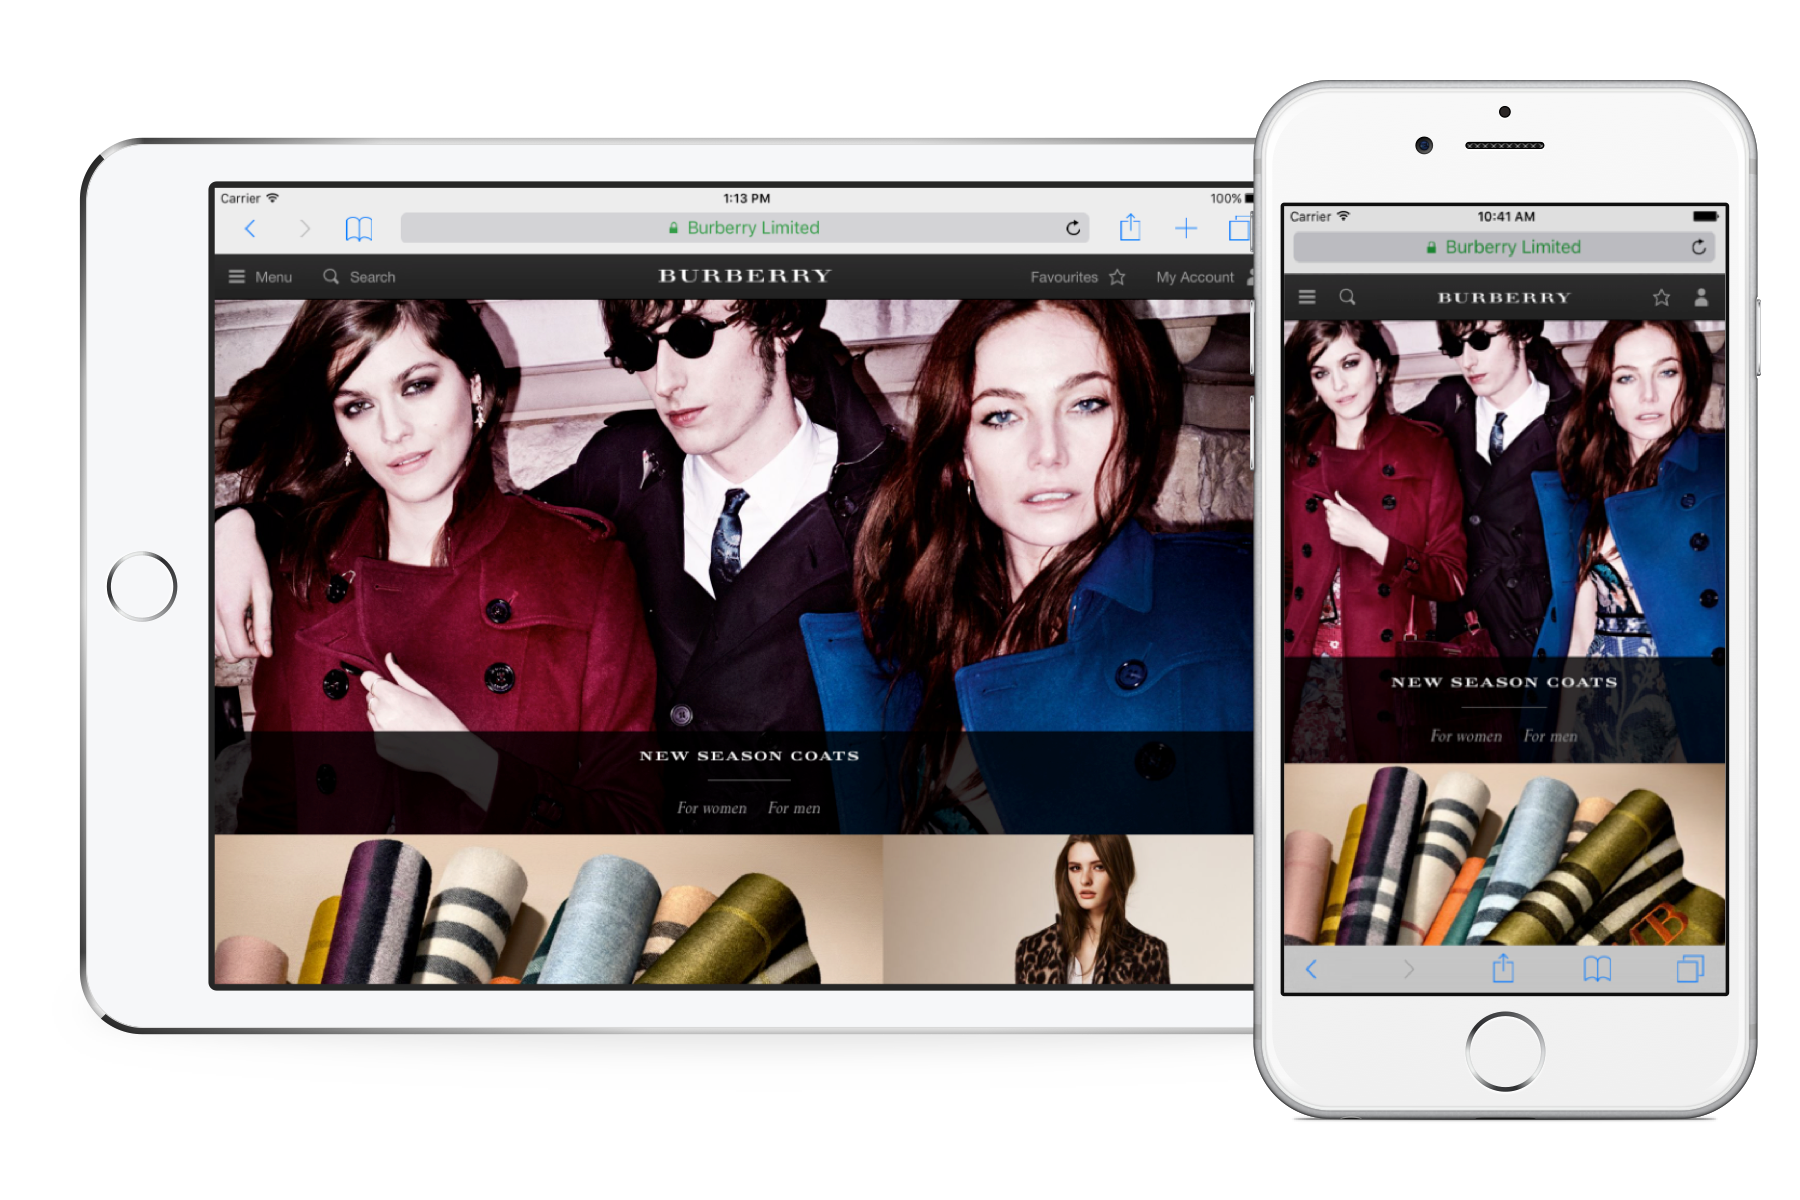 Carrier 1:13 PM 100%
Burberry Limited
Menu Search BURBERRY Favourites My Account
NEW SEASON COATS
For women For men
Carrier 10:41 AM
Burberry Limited
BURBERRY
NEW SEASON COATS
For women For men
B